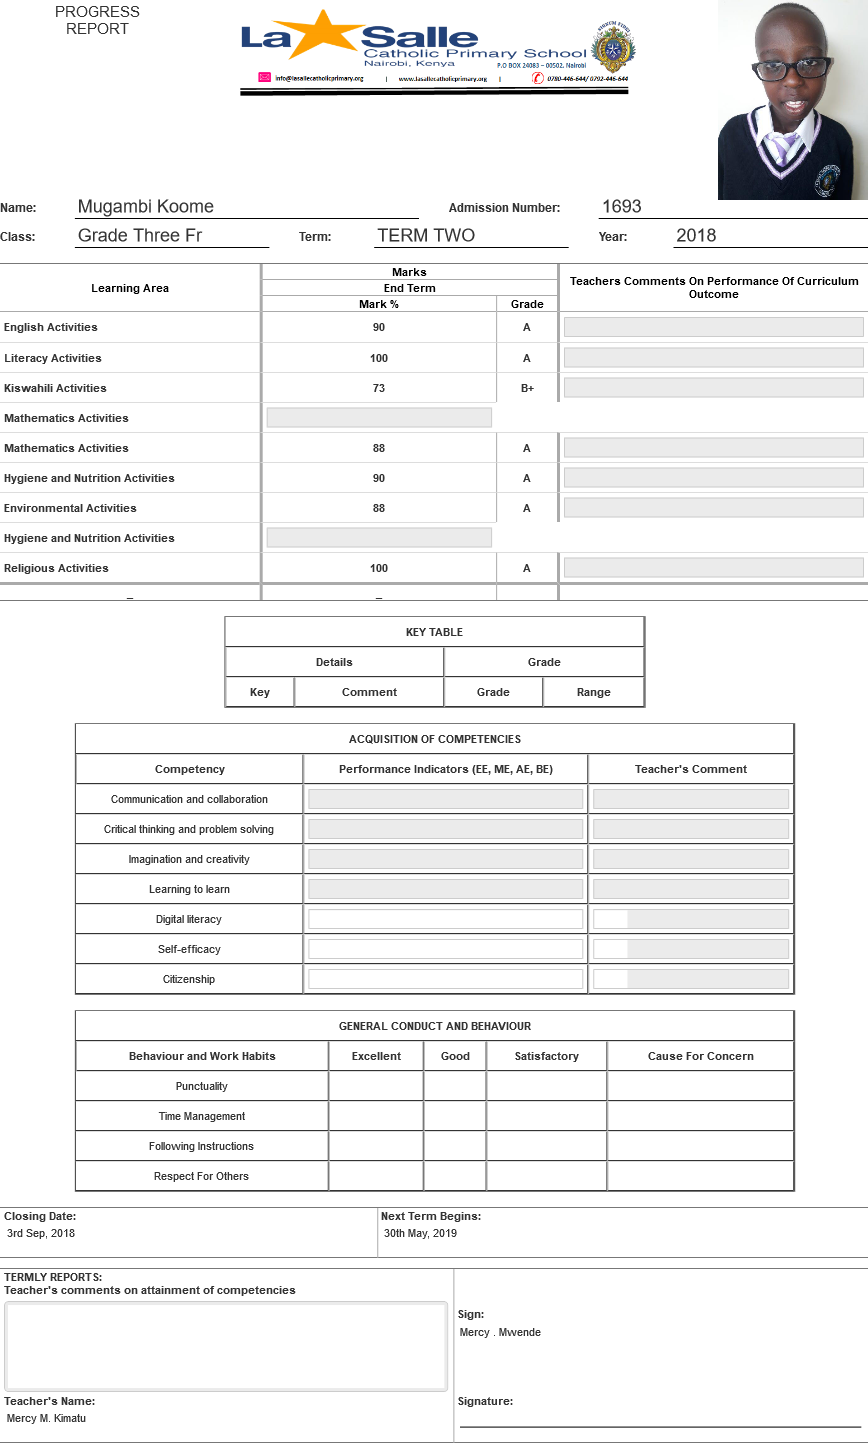 PROGRESS
REPORT
La Salle
Catholic Primary School
Nairobi, Kenya
P.O BOX 24083 – 00502, Nairobi
info@lasallecatholicprimary.org | www.lasallecatholicprimary.org | 0780-446-644/ 0792-446-644
Name: Mugambi Koome Admission Number: 1693
Class: Grade Three Fr Term: TERM TWO Year: 2018
Learning Area Marks Teachers Comments On Performance Of Curriculum Outcome
End Term
Mark % Grade
English Activities 90 A
Literacy Activities 100 A
Kiswahili Activities 73 B+
Mathematics Activities
Mathematics Activities 88 A
Hygiene and Nutrition Activities 90 A
Environmental Activities 88 A
Hygiene and Nutrition Activities
Religious Activities 100 A
_ _
KEY TABLE
Details Grade
Key Comment Grade Range
ACQUISITION OF COMPETENCIES
Competency Performance Indicators (EE, ME, AE, BE) Teacher's Comment
Communication and collaboration
Critical thinking and problem solving
Imagination and creativity
Learning to learn
Digital literacy
Self-efficacy
Citizenship
GENERAL CONDUCT AND BEHAVIOUR
Behaviour and Work Habits Excellent Good Satisfactory Cause For Concern
Punctuality
Time Management
Following Instructions
Respect For Others
Closing Date: Next Term Begins:
3rd Sep, 2018 30th May, 2019
TERMLY REPORTS:
Teacher's comments on attainment of competencies
Sign:
Mercy . Mwende
Teacher's Name: Signature:
Mercy M. Kimatu